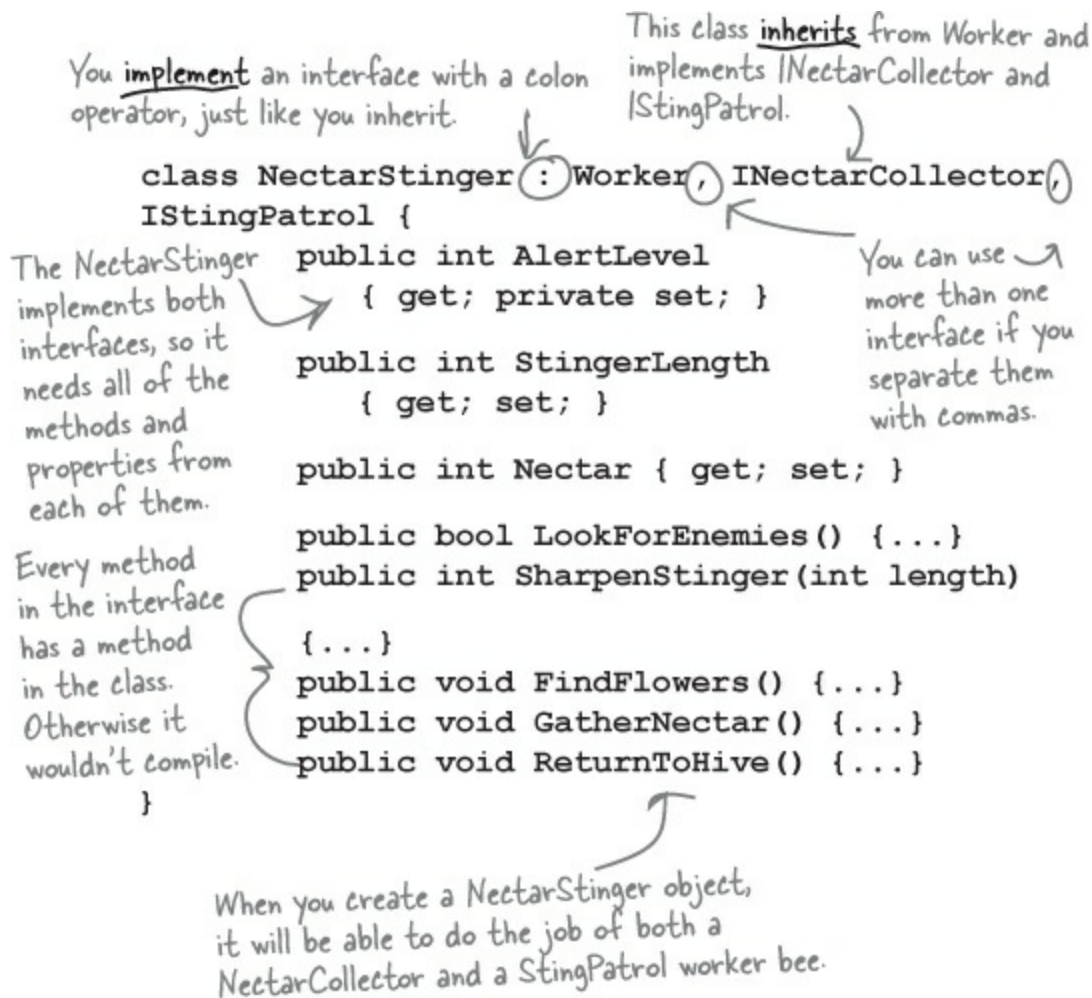 You implement an interface with a colon
operator, just like you inherit.
This class inherits from Worker and
implements INectarCollector and
IStingPatrol.
class NectarStinger : Worker, INectarCollector,
IStingPatrol {
The NectarStinger
implements both
interfaces, so it
needs all of the
methods and
properties from
each of them.
public int AlertLevel
{ get; private set; }
You can use
more than one
interface if you
separate them
with commas.
public int StingerLength
{ get; set; }
public int Nectar { get; set; }
Every method
in the interface
has a method
in the class.
Otherwise it
wouldn't compile.
public bool LookForEnemies() {...}
public int SharpenStinger(int length)
{...}
public void FindFlowers() {...}
public void GatherNectar() {...}
public void ReturnToHive() {...}
}
When you create a NectarStinger object,
it will be able to do the job of both a
NectarCollector and a StingPatrol worker bee.